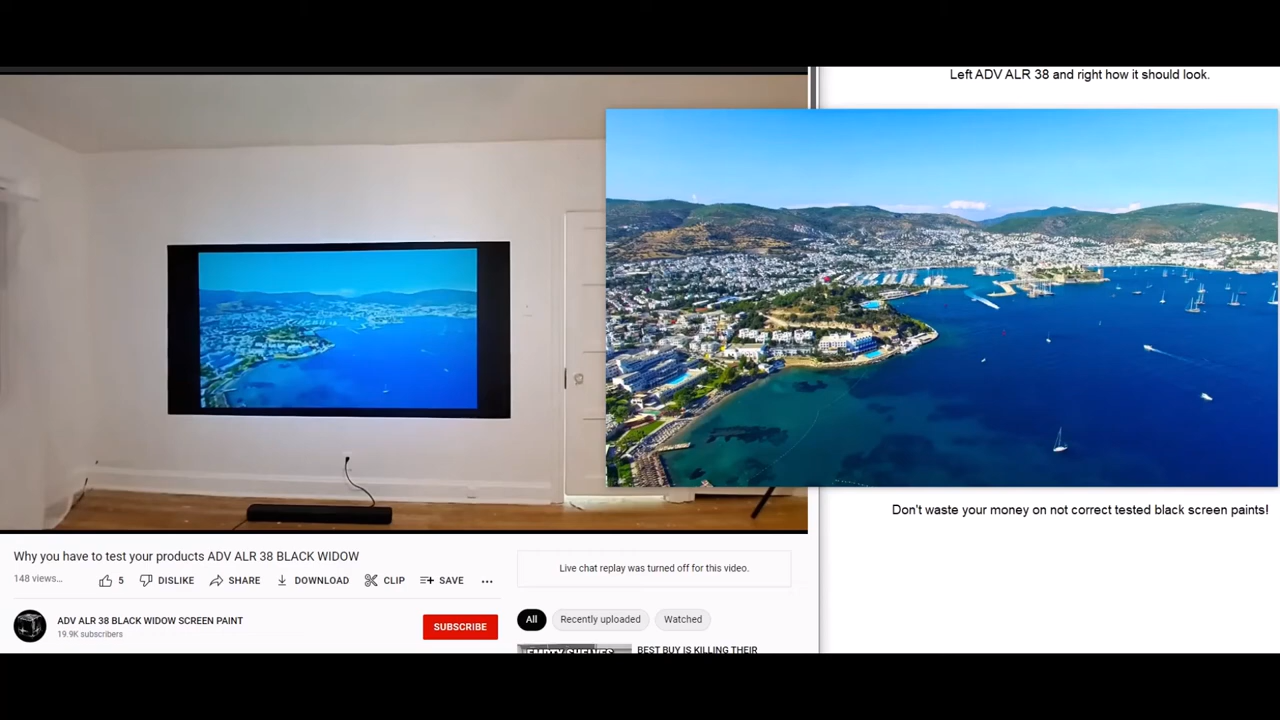 Left ADV ALR 38 and right how it should look.
Don't waste your money on not correct tested black screen paints!
Why you have to test your products ADV ALR 38 BLACK WIDOW
148 views...
5
DISLIKE
SHARE
DOWNLOAD
CLIP
SAVE
...
Live chat replay was turned off for this video.
ADV ALR 38 BLACK WIDOW SCREEN PAINT
19.9K subscribers
SUBSCRIBE
All
Recently uploaded
Watched
EMPTY SHELVES
BEST BUY IS KILLING THEIR